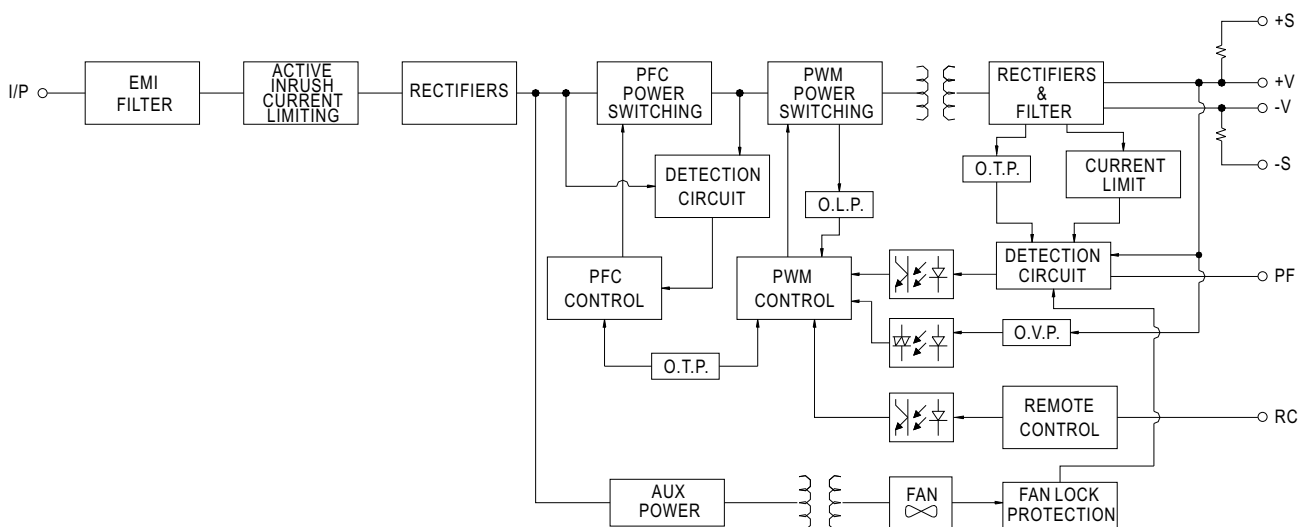 I/P
EMI
FILTER
ACTIVE
INRUSH
CURRENT
LIMITING
RECTIFIERS
PFC
POWER
SWITCHING
PWM
POWER
SWITCHING
RECTIFIERS
&
FILTER
+S
+V
-V
-S
DETECTION
CIRCUIT
O.L.P.
O.T.P.
CURRENT
LIMIT
PFC
CONTROL
PWM
CONTROL
DETECTION
CIRCUIT
PF
O.T.P.
O.V.P.
REMOTE
CONTROL
RC
AUX
POWER
FAN
FAN LOCK
PROTECTION